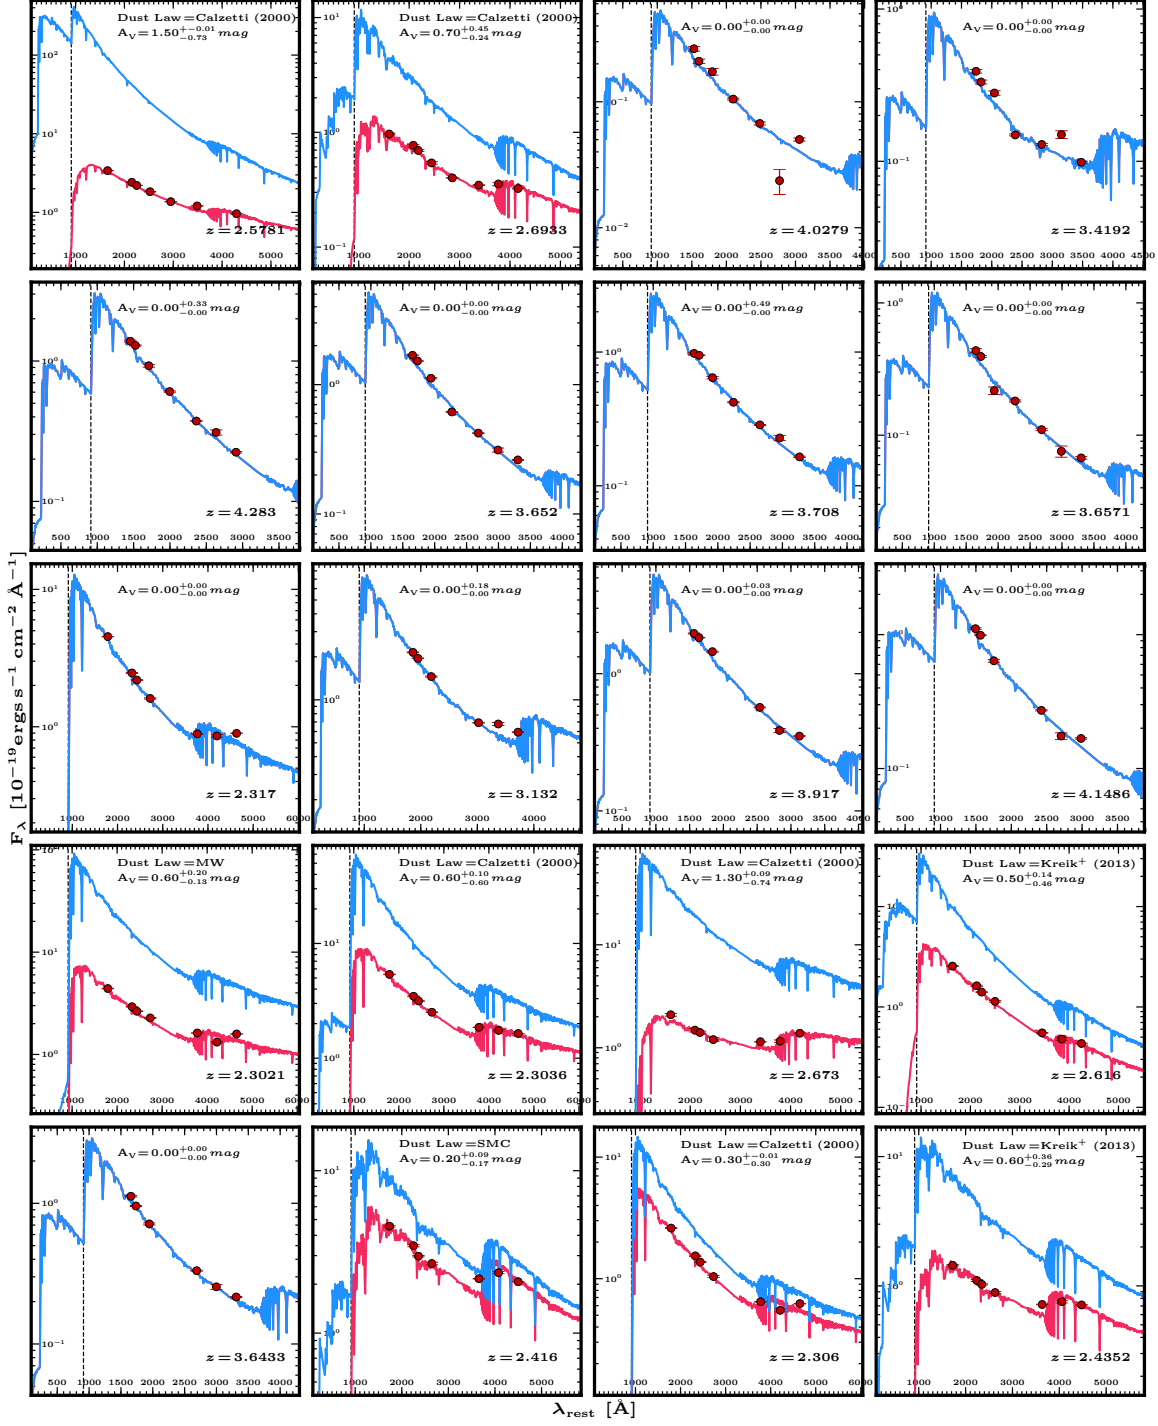 Dust Law=Calzetti (2000)
A_V=1.50^{+−0.01}_{−0.73} mag
z=2.5781
Dust Law=Calzetti (2000)
A_V=0.70^{+0.45}_{−0.24} mag
z=2.6933
A_V=0.00^{+0.00}_{−0.00} mag
z=4.0279
A_V=0.00^{+0.00}_{−0.00} mag
z=3.4192
A_V=0.00^{+0.33}_{−0.00} mag
z=4.283
A_V=0.00^{+0.00}_{−0.00} mag
z=3.652
A_V=0.00^{+0.49}_{−0.00} mag
z=3.708
A_V=0.00^{+0.00}_{−0.00} mag
z=3.6571
F_λ [10^{−19} ergs s^{−1} cm^{−2} Å^{−1}]
A_V=0.00^{+0.00}_{−0.00} mag
z=2.317
A_V=0.00^{+0.18}_{−0.00} mag
z=3.132
A_V=0.00^{+0.03}_{−0.00} mag
z=3.917
A_V=0.00^{+0.00}_{−0.00} mag
z=4.1486
Dust Law=MW
A_V=0.60^{+0.20}_{−0.13} mag
z=2.3021
Dust Law=Calzetti (2000)
A_V=0.60^{+0.10}_{−0.60} mag
z=2.3036
Dust Law=Calzetti (2000)
A_V=1.30^{+0.09}_{−0.74} mag
z=2.673
Dust Law=Kreik^+ (2013)
A_V=0.50^{+0.14}_{−0.46} mag
z=2.616
A_V=0.00^{+0.00}_{−0.00} mag
z=3.6433
Dust Law=SMC
A_V=0.20^{+0.09}_{−0.17} mag
z=2.416
Dust Law=Calzetti (2000)
A_V=0.30^{+−0.01}_{−0.30} mag
z=2.306
Dust Law=Kreik^+ (2013)
A_V=0.60^{+0.36}_{−0.29} mag
z=2.4352
λ_rest [Å]